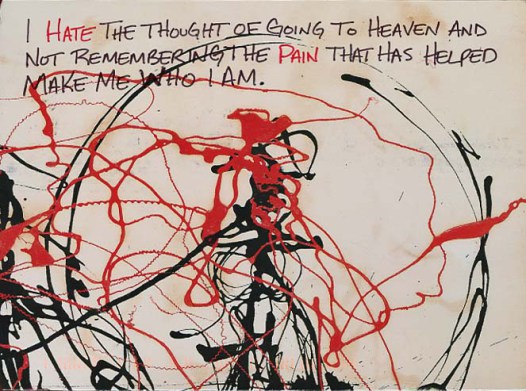 I HATE THE THOUGHT OF GOING TO HEAVEN AND
NOT REMEMBERING THE PAIN THAT HAS HELPED
MAKE ME WHO I AM.